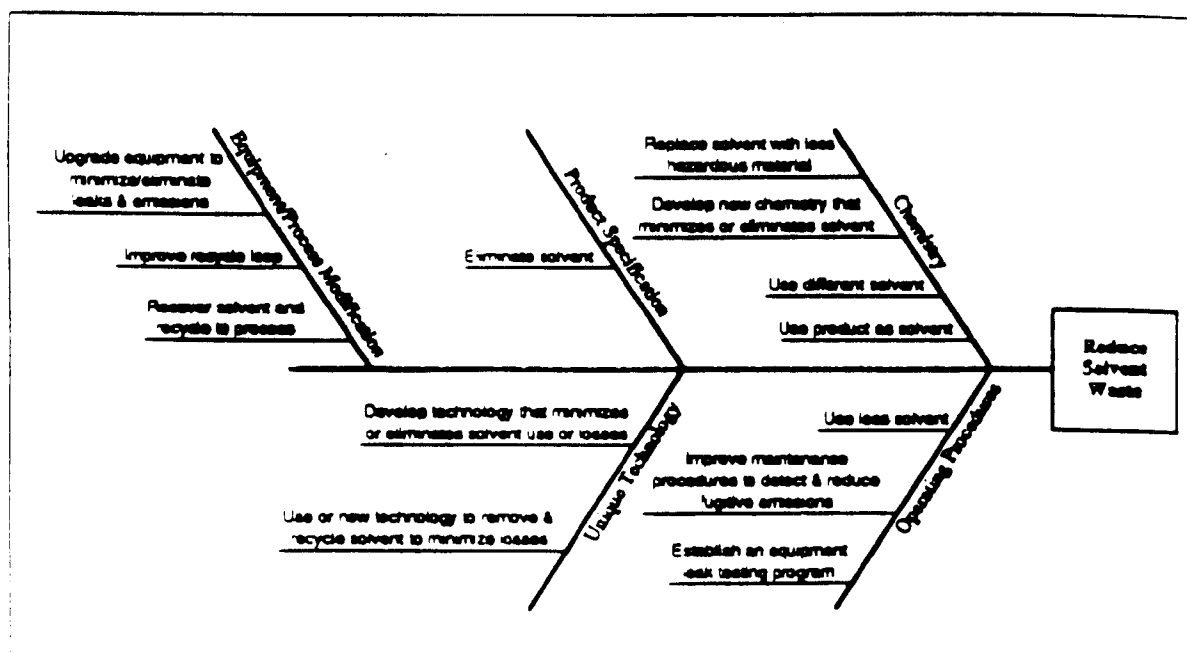 Equipment/Process Modification
Upgrade equipment to
minimize/eliminate
leaks & emissions
Improve recycle loop
Recover solvent and
recycle to process
Product Specification
Eliminate solvent
Chemistry
Replace solvent with less
hazardous material
Develop new chemistry that
minimizes or eliminates solvent
Use different solvent
Use product as solvent
Reduce
Solvent
Waste
Unique Technology
Develop technology that minimizes
or eliminates solvent use or losses
Use or new technology to remove &
recycle solvent to minimize losses
Operating Procedures
Use less solvent
Improve maintenance
procedures to detect & reduce
fugitive emissions
Establish an equipment
leak testing program